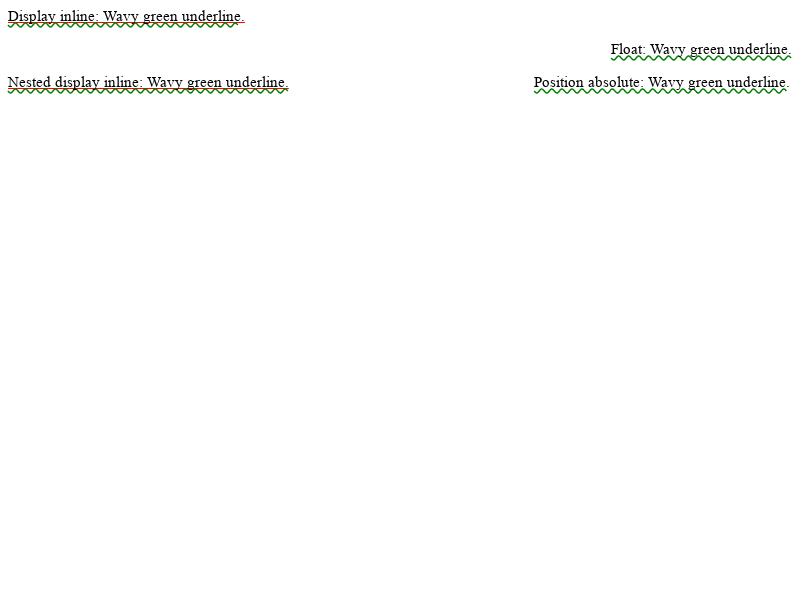 Display inline: Wavy green underline.
Float: Wavy green underline.
Nested display inline: Wavy green underline.
Position absolute: Wavy green underline.